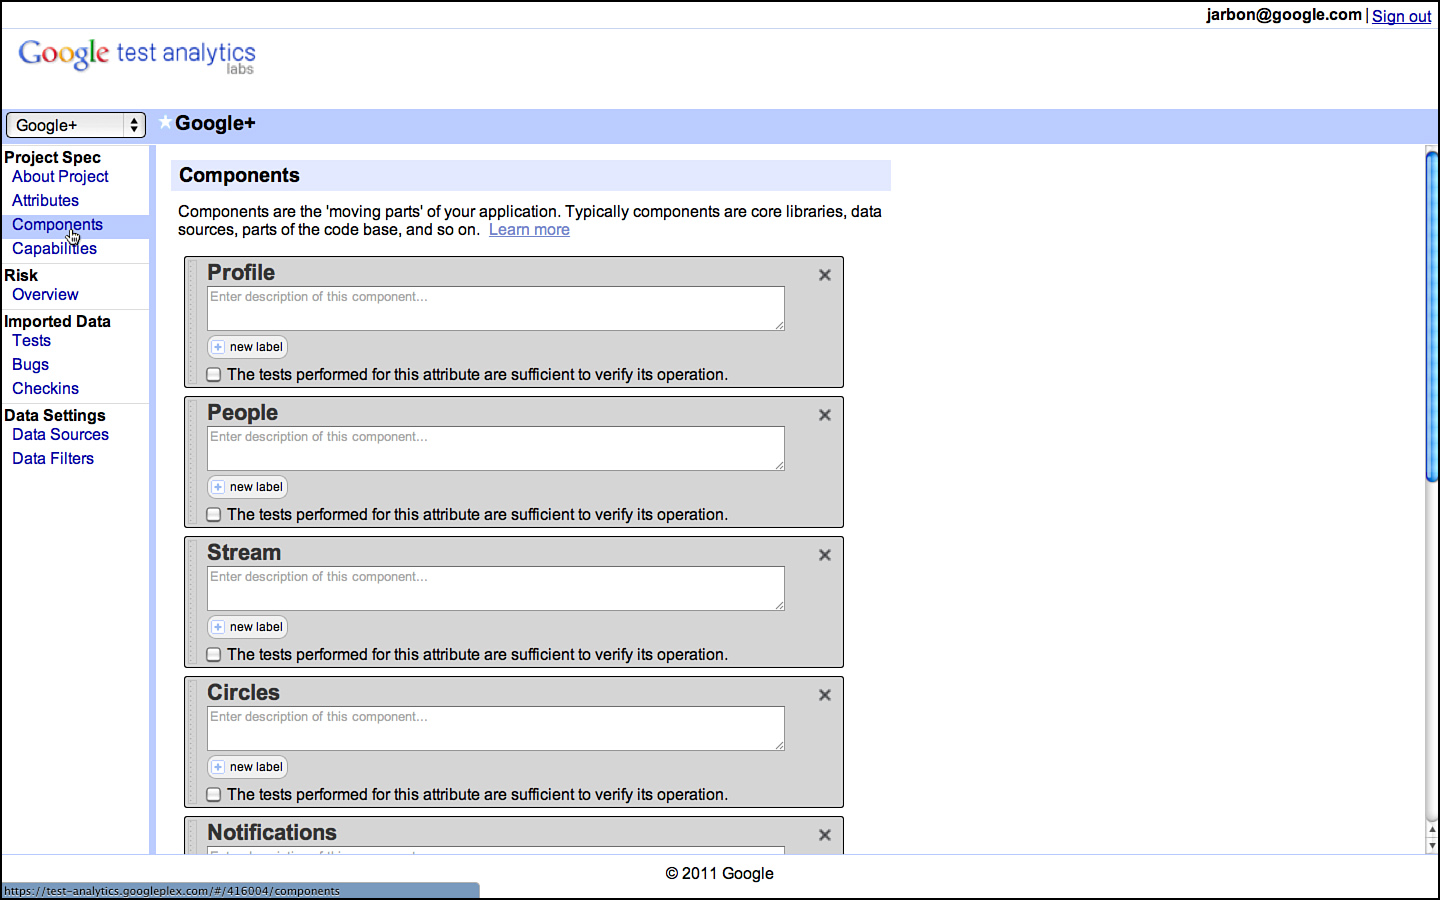 jarbon@google.com | Sign out
Google test analytics
labs
Google+
Google+
Project Spec
About Project
Attributes
Components
Capabilities
Risk
Overview
Imported Data
Tests
Bugs
Checkins
Data Settings
Data Sources
Data Filters
Components
Components are the 'moving parts' of your application. Typically components are core libraries, data
sources, parts of the code base, and so on. Learn more
Profile
Enter description of this component...
new label
The tests performed for this attribute are sufficient to verify its operation.
People
Enter description of this component...
new label
The tests performed for this attribute are sufficient to verify its operation.
Stream
Enter description of this component...
new label
The tests performed for this attribute are sufficient to verify its operation.
Circles
Enter description of this component...
new label
The tests performed for this attribute are sufficient to verify its operation.
Notifications
© 2011 Google
https://test-analytics.googleplex.com/#/416004/components